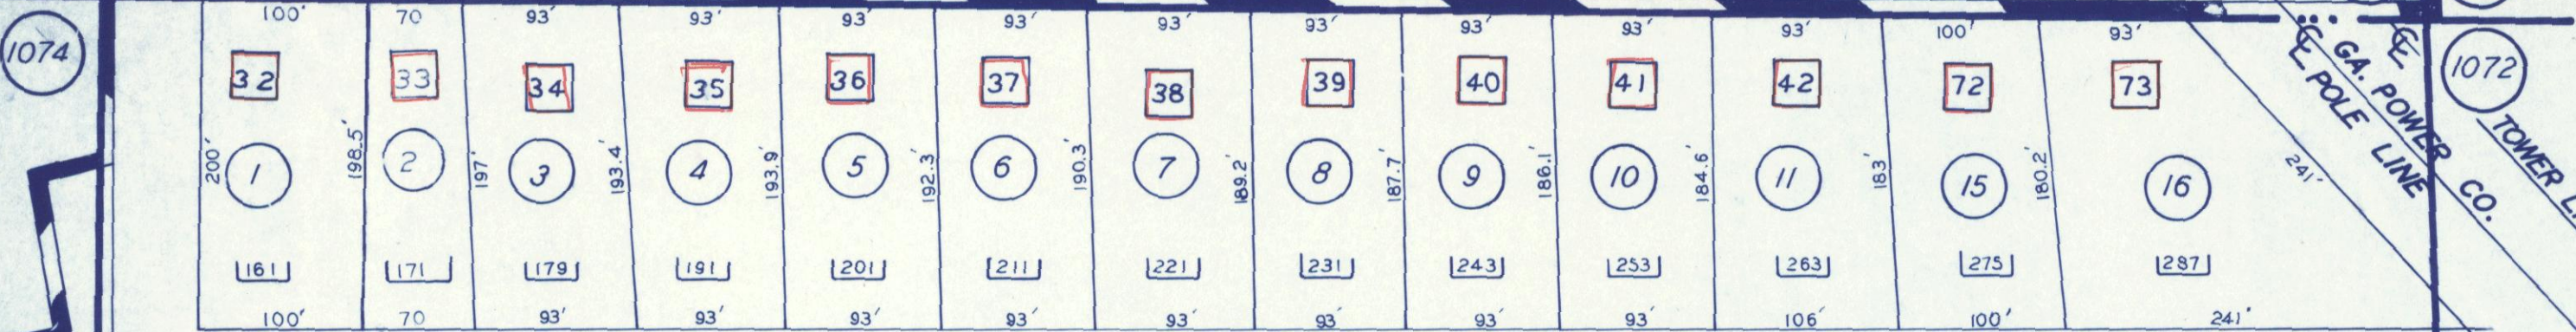 100' 70 93' 93' 93' 93' 93' 93' 93' 93' 93' 100' 93'
1074 32 33 34 35 36 37 38 39 40 41 42 72 73 1072
200' 1 198.5' 2 197' 3 193.4' 4 193.9' 5 192.3' 6 190.3' 7 189.2' 8 187.7' 9 186.1' 10 184.6' 11 183' 15 180.2' 16 241'
℄ POLE LINE
℄ GA. POWER CO.
TOWER
161 171 179 191 201 211 221 231 243 253 263 275 287
100' 70 93' 93' 93' 93' 93' 93' 93' 93' 106' 100' 241'